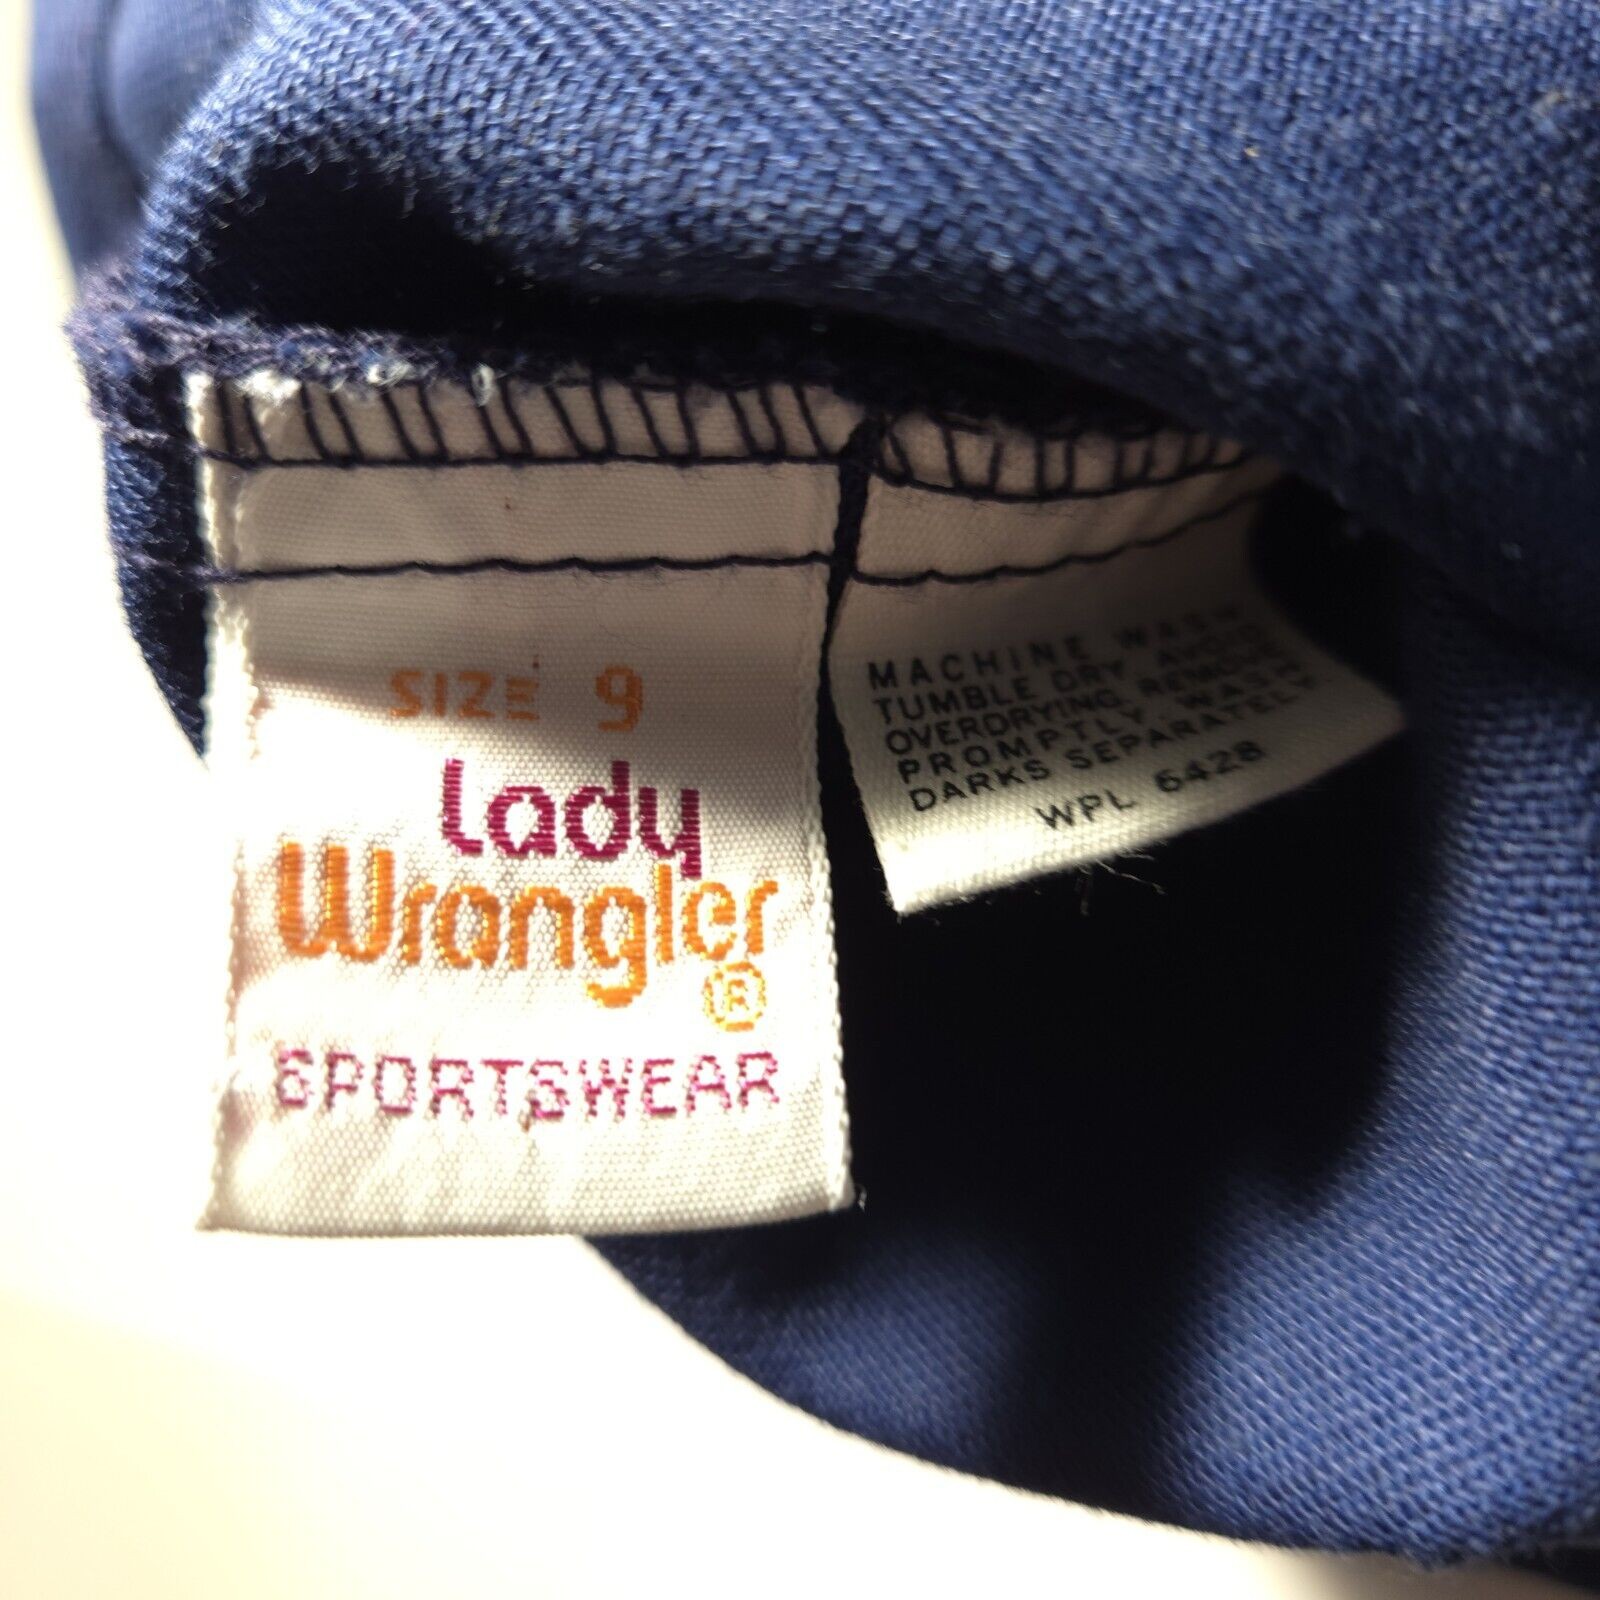 SIZE 9
Lady
Wrangler
®
SPORTSWEAR
MACHINE WASH
TUMBLE DRY AVOID
OVERDRYING REMOVE
PROMPTLY WASH
DARKS SEPARATELY
WPL 6428